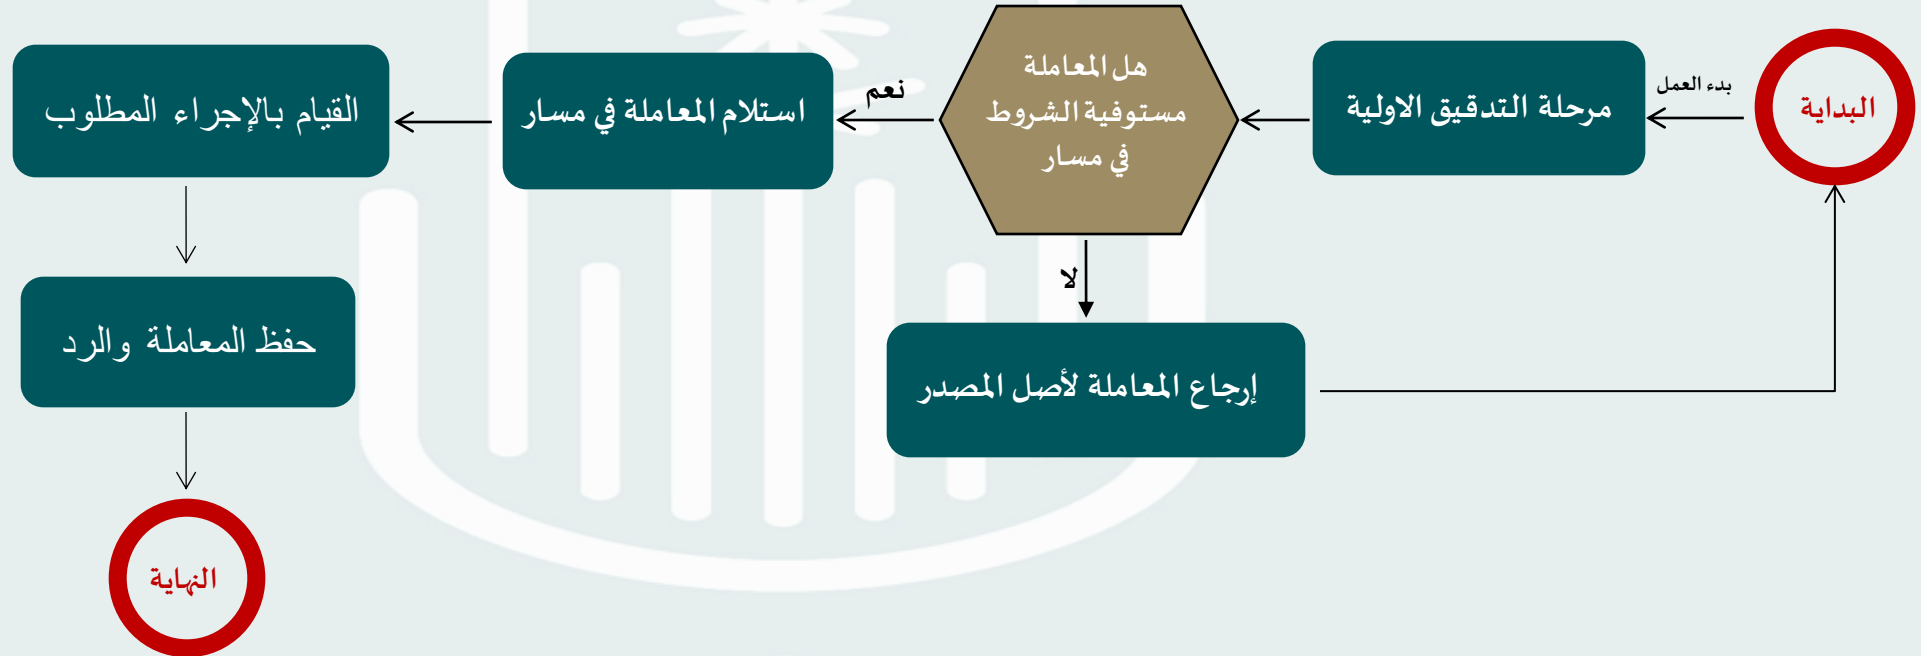 البداية
بدء العمل
مرحلة التدقيق الاولية
هل المعاملة
مستوفية الشروط
في مسار
نعم
استلام المعاملة في مسار
القيام بالإجراء المطلوب
لا
إرجاع المعاملة لأصل المصدر
حفظ المعاملة والرد
النهاية